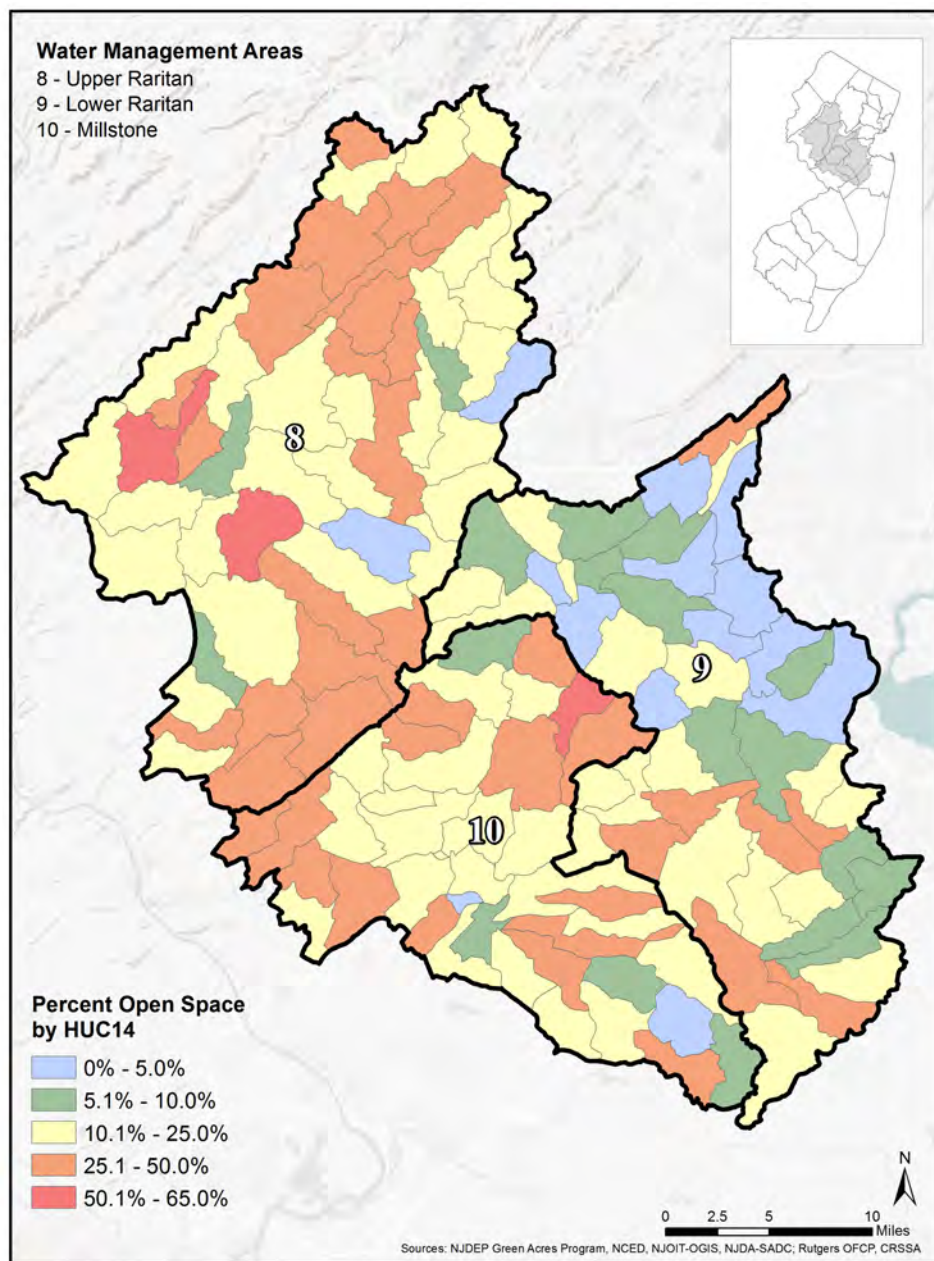 Water Management Areas
8 - Upper Raritan
9 - Lower Raritan
10 - Millstone
8
9
10
Percent Open Space
by HUC14
0% - 5.0%
5.1% - 10.0%
10.1% - 25.0%
25.1 - 50.0%
50.1% - 65.0%
N
0 2.5 5 10
Miles
Sources: NJDEP Green Acres Program, NCED, NJOIT-OGIS, NJDA-SADC; Rutgers OFCP, CRSSA